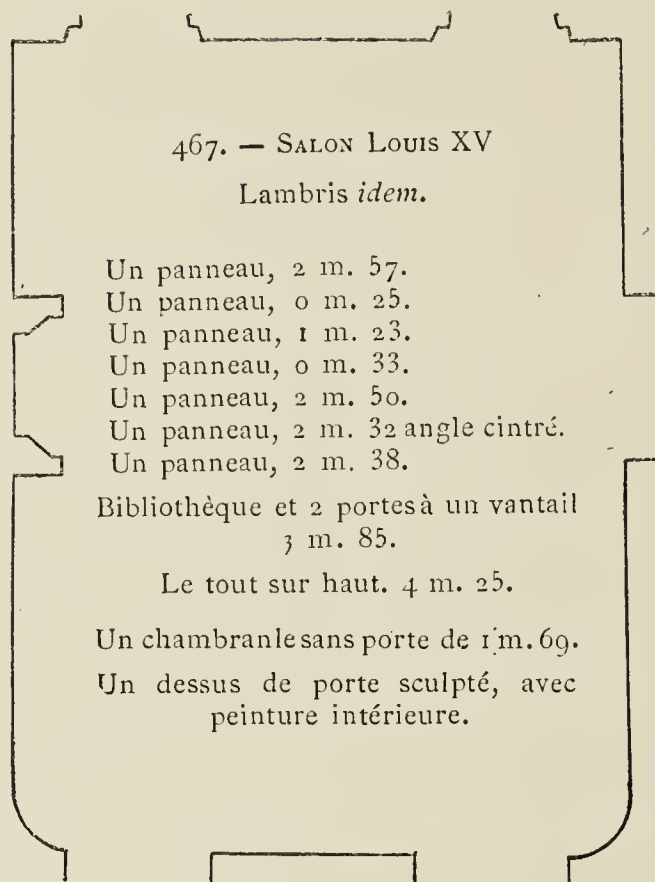 467. — SALON LOUIS XV
Lambris idem.
Un panneau, 2 m. 57.
Un panneau, 0 m. 25.
Un panneau, 1 m. 23.
Un panneau, 0 m. 33.
Un panneau, 2 m. 50.
Un panneau, 2 m. 32 angle cintré.
Un panneau, 2 m. 38.
Bibliothèque et 2 portes à un vantail
3 m. 85.
Le tout sur haut. 4 m. 25.
Un chambranle sans porte de 1 m. 69.
Un dessus de porte sculpté, avec
peinture intérieure.